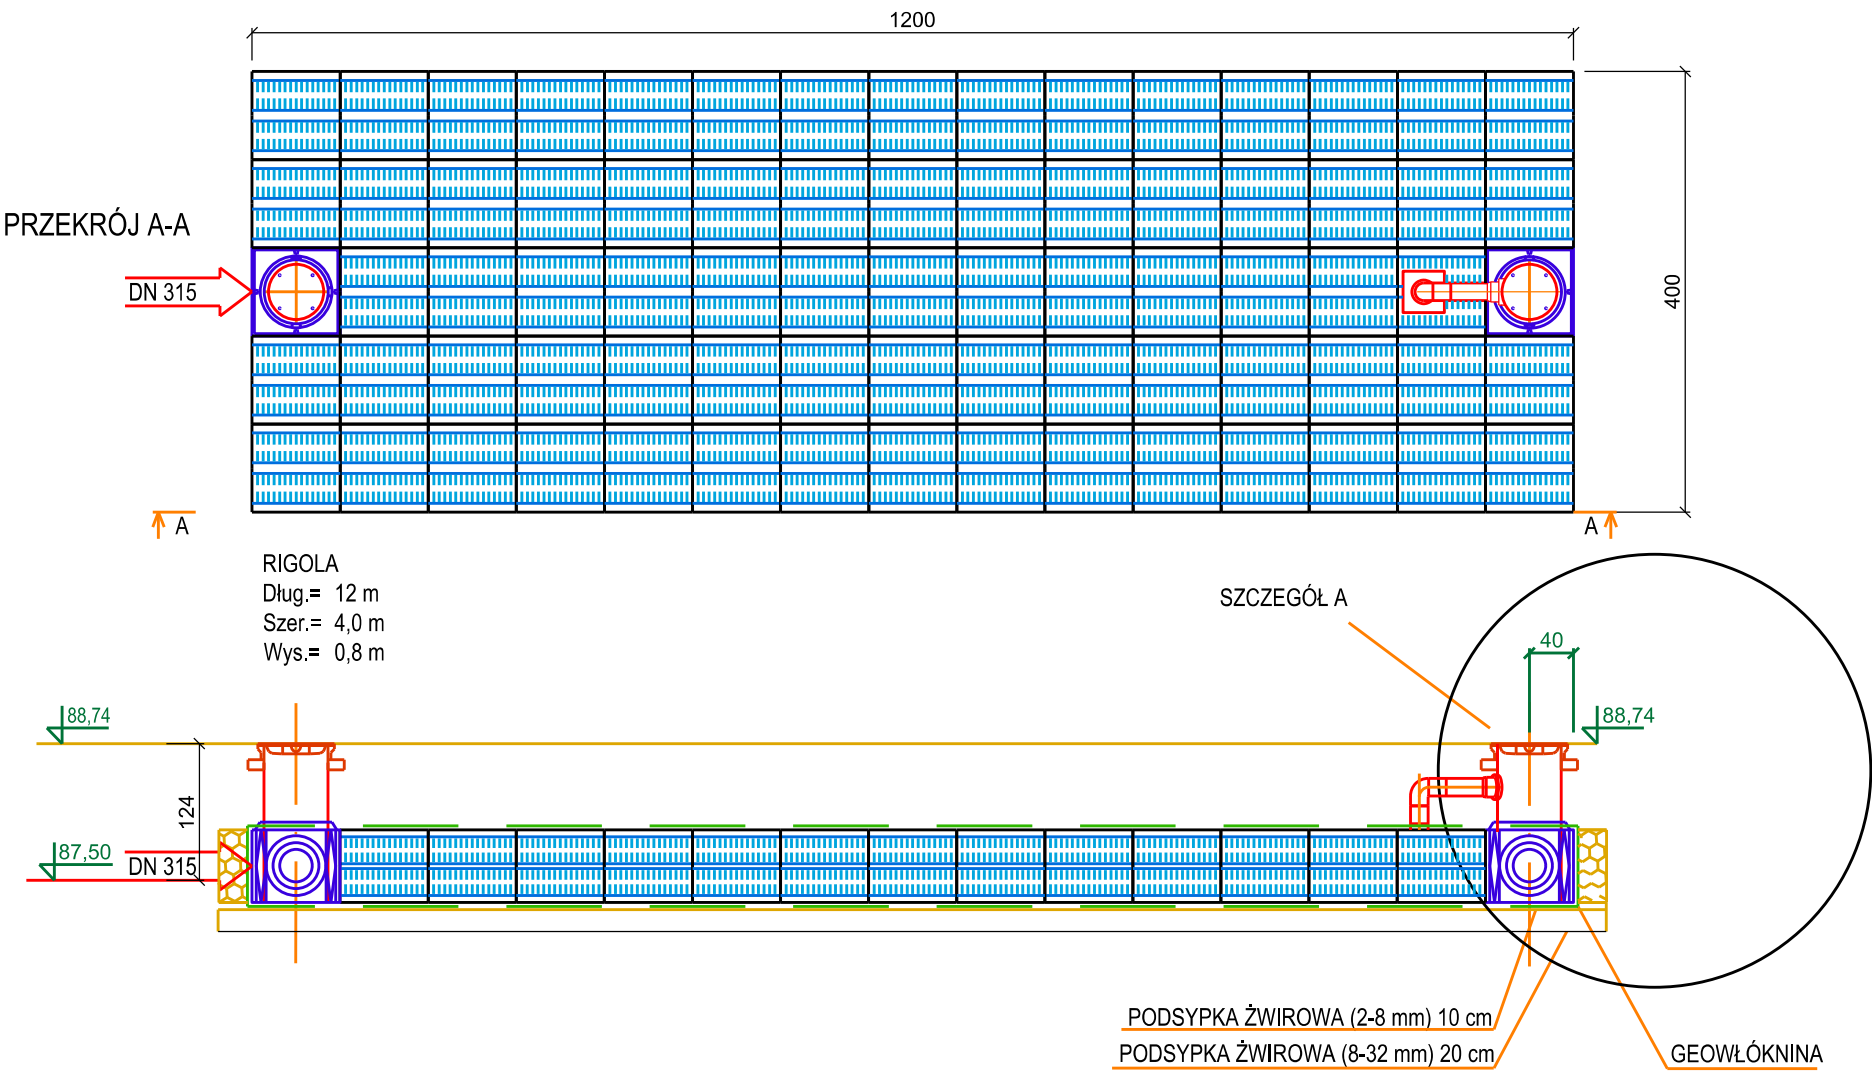 1200
PRZEKRÓJ A-A
DN 315
400
A
A
RIGOLA
Dług.= 12 m
Szer.= 4,0 m
Wys.= 0,8 m
SZCZEGÓŁ A
40
88,74
88,74
124
87,50
DN 315
PODSYPKA ŻWIROWA (2-8 mm) 10 cm
PODSYPKA ŻWIROWA (8-32 mm) 20 cm
GEOWŁÓKNINA